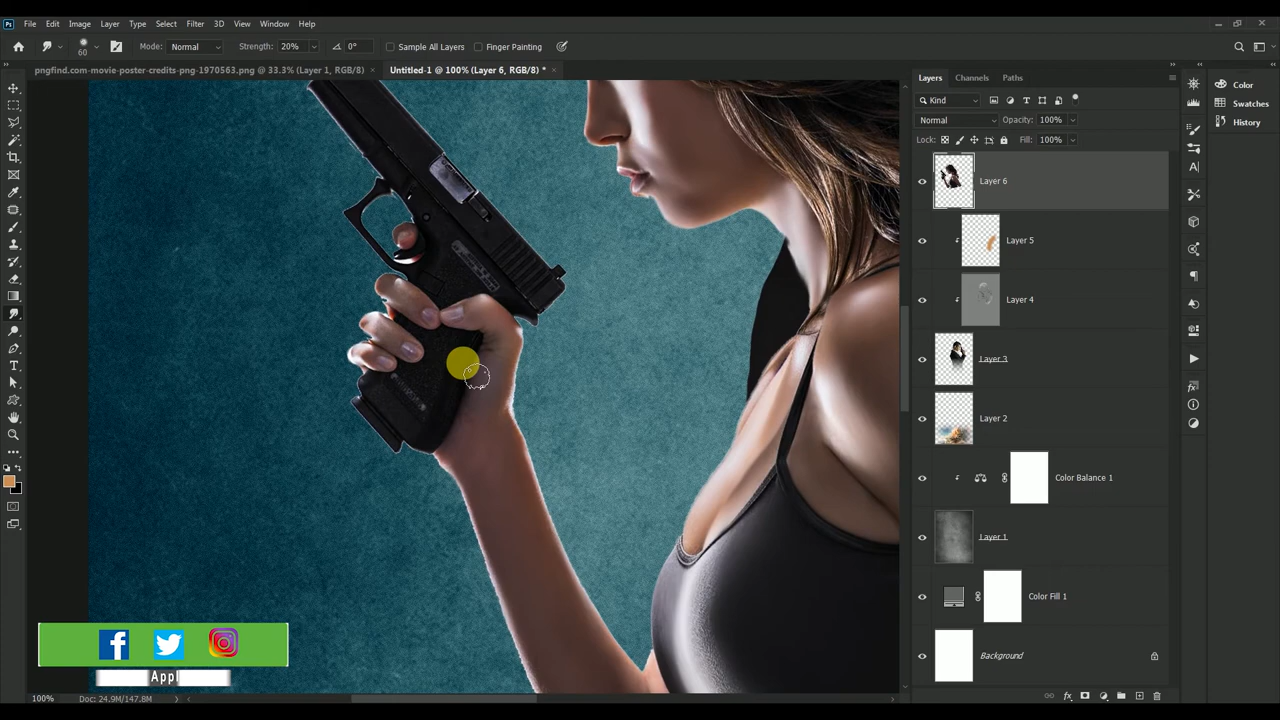 Ps File Edit Image Layer Type Select Filter 3D View Window Help
60 Mode: Normal Strength: 20% 0° Sample All Layers Finger Painting
pngfind.com-movie-poster-credits-png-1970563.png @ 33.3% (Layer 1, RGB/8) × Untitled-1 @ 100% (Layer 6, RGB/8) * ×
Layers Channels Paths
Kind
Color
Swatches
History
Normal Opacity: 100%
Lock: Fill: 100%
Layer 6
Layer 5
Layer 4
Layer 3
Layer 2
Color Balance 1
Layer 1
Color Fill 1
Background
Appl
100% Doc: 24.9M/147.8M